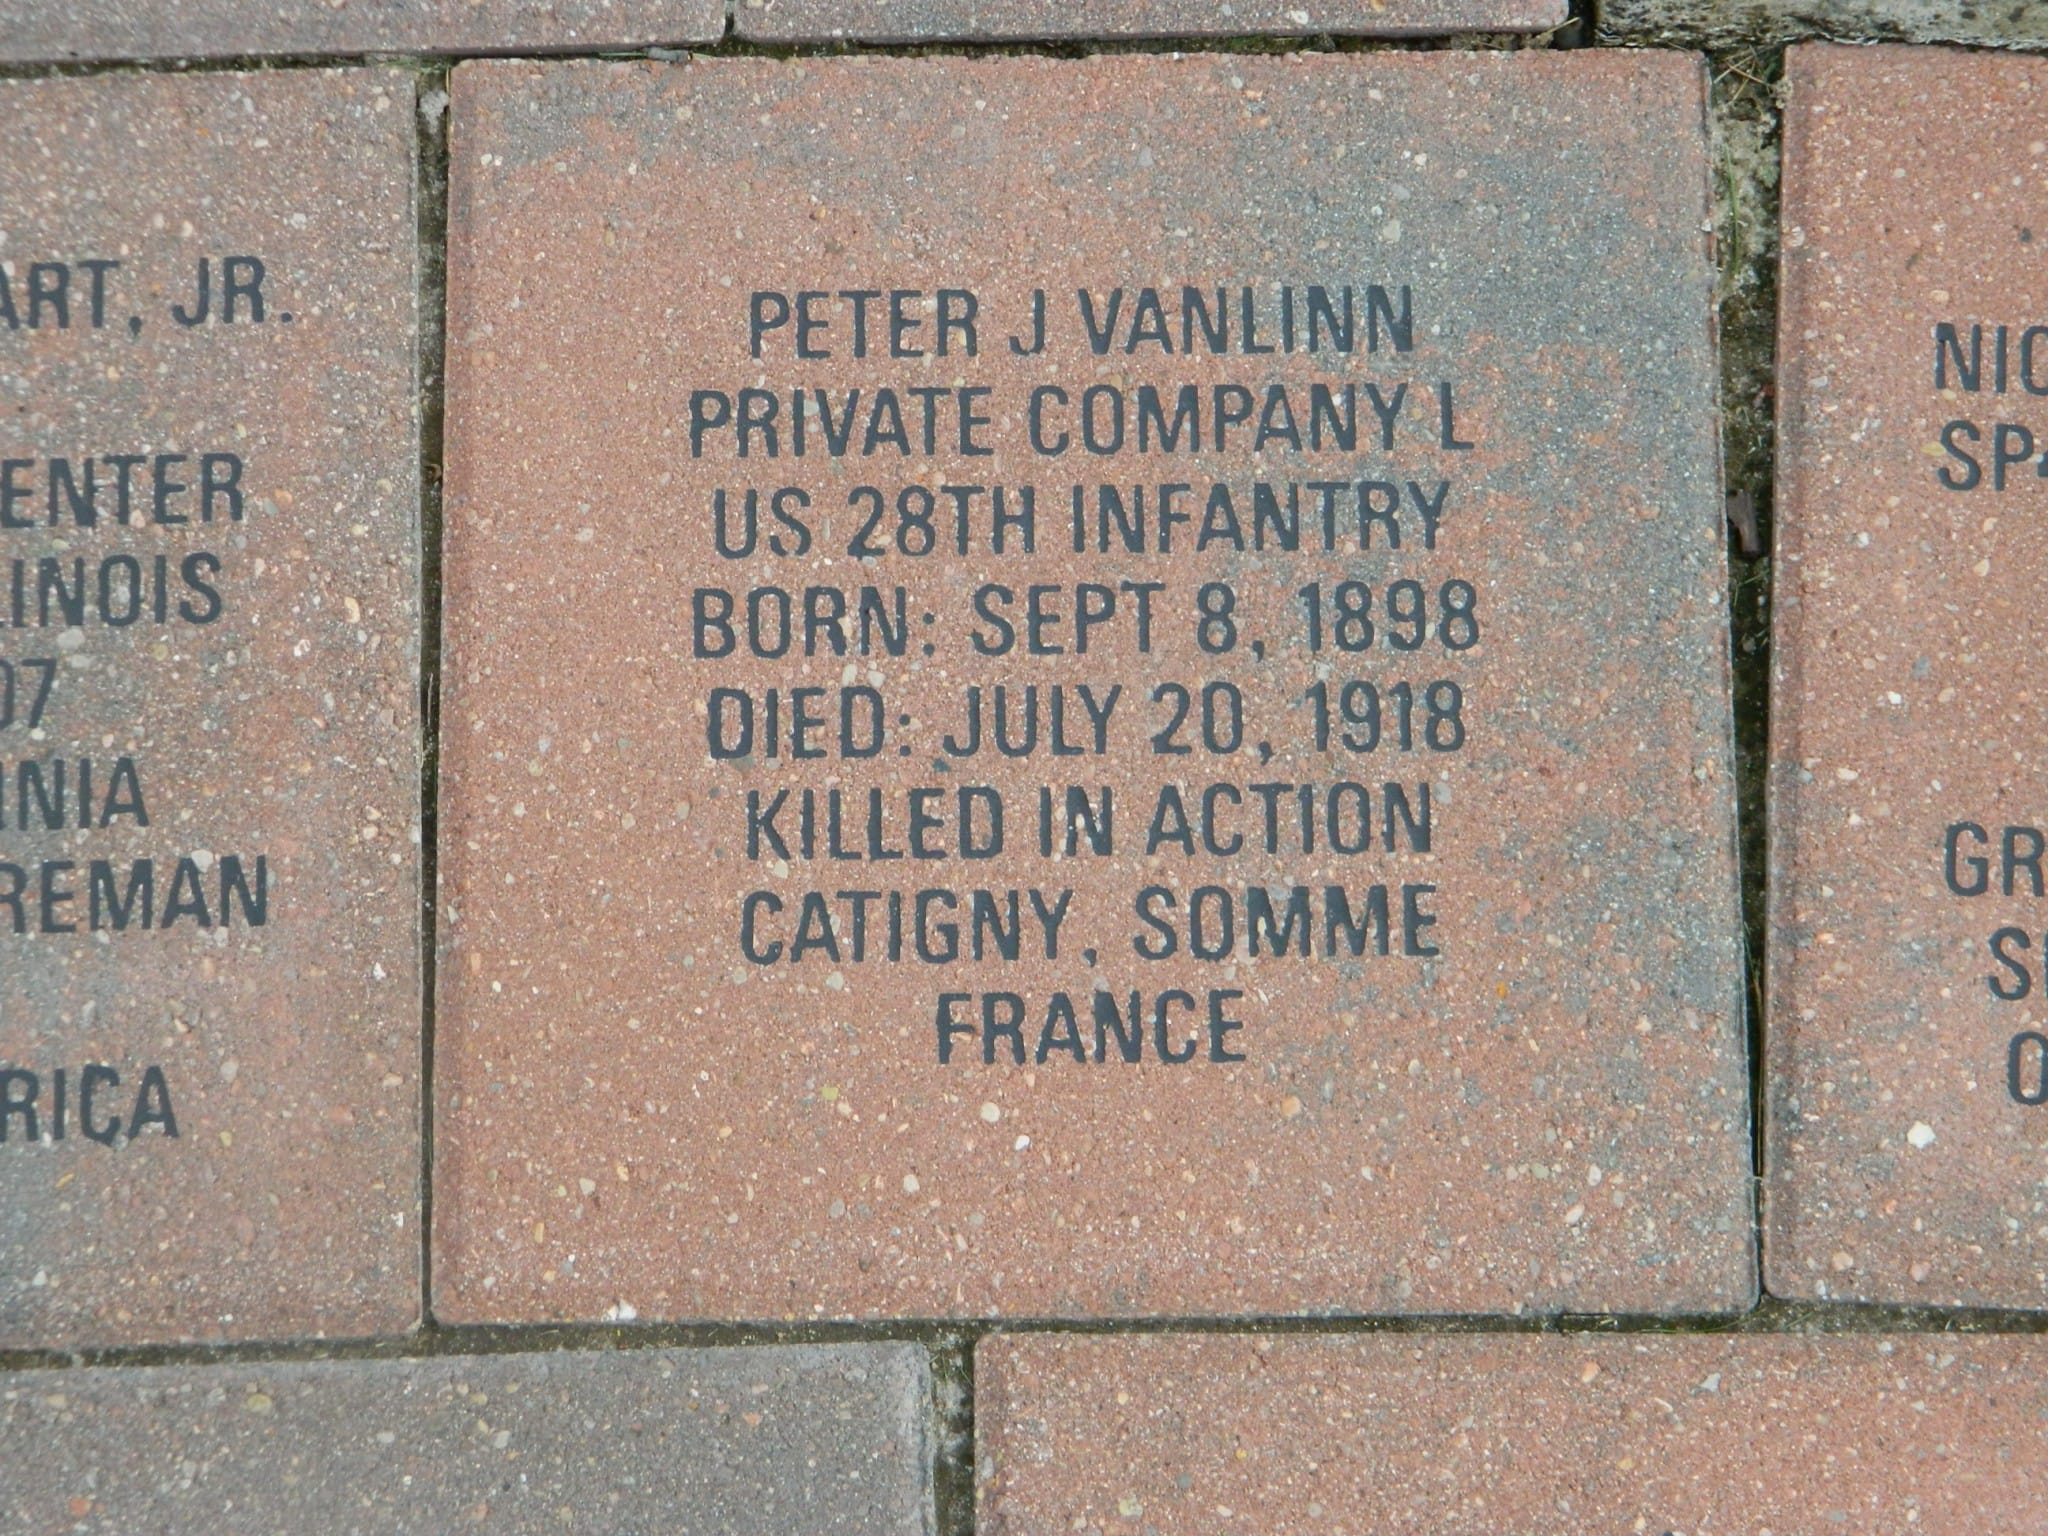 ART, JR.
ENTER
LINOIS
07
INIA
REMAN
RICA
PETER J VANLINN
PRIVATE COMPANY L
US 28TH INFANTRY
BORN: SEPT 8, 1898
DIED: JULY 20, 1918
KILLED IN ACTION
CATIGNY, SOMME
FRANCE
NIC
SP4
GR
S
O